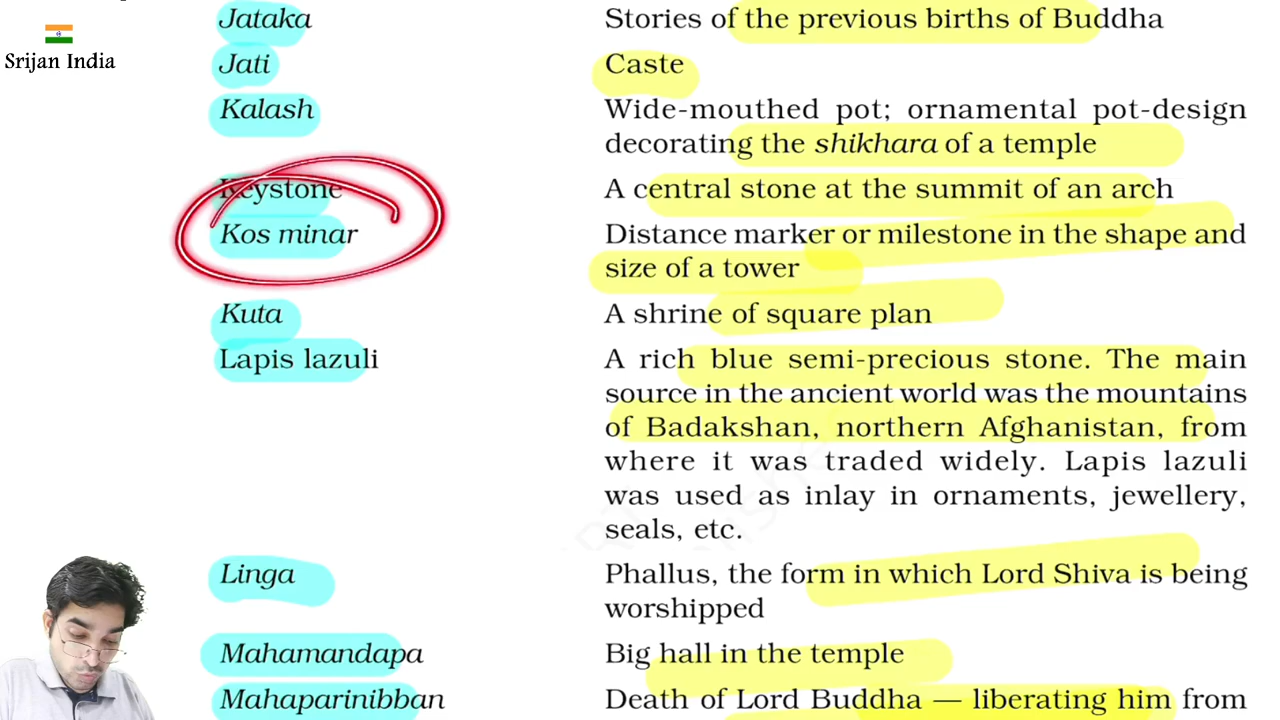 Srijan India
Jataka Stories of the previous births of Buddha
Jati Caste
Kalash Wide-mouthed pot; ornamental pot-design
decorating the shikhara of a temple
Keystone A central stone at the summit of an arch
Kos minar Distance marker or milestone in the shape and
size of a tower
Kuta A shrine of square plan
Lapis lazuli A rich blue semi-precious stone. The main
source in the ancient world was the mountains
of Badakshan, northern Afghanistan, from
where it was traded widely. Lapis lazuli
was used as inlay in ornaments, jewellery,
seals, etc.
Linga Phallus, the form in which Lord Shiva is being
worshipped
Mahamandapa Big hall in the temple
Mahaparinibban Death of Lord Buddha — liberating him from